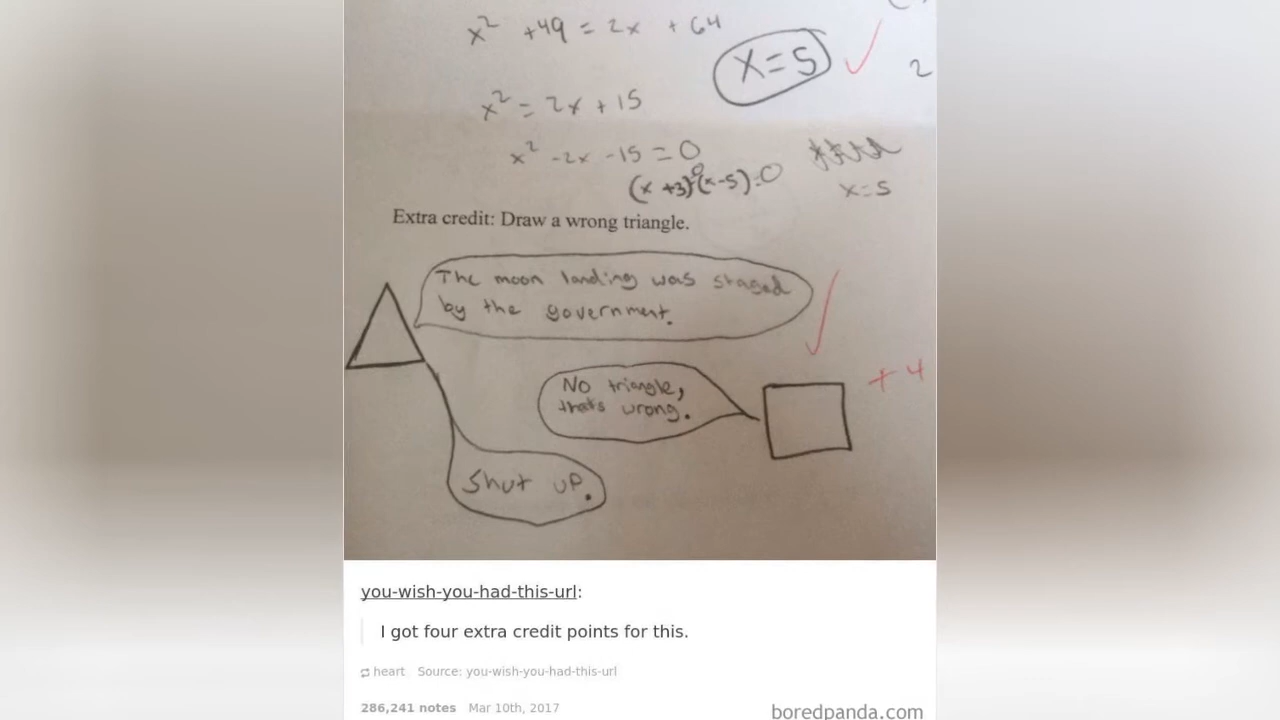 x² +49 = 2x + 64
x=5
2
x² = 2x + 15
x² -2x -15 = 0
(x +3)(x-5)=0
x=5
Extra credit: Draw a wrong triangle.
The moon landing was staged
by the government.
No triangle,
thats wrong.
+4
Shut up.
you-wish-you-had-this-url:
I got four extra credit points for this.
heart Source: you-wish-you-had-this-url
286,241 notes Mar 10th, 2017
boredpanda.com